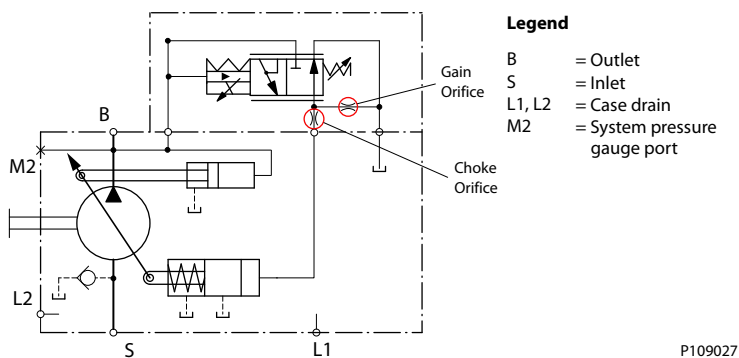 Legend
B = Outlet
S = Inlet
L1, L2 = Case drain
M2 = System pressure
gauge port
Gain
Orifice
Choke
Orifice
B
M2
L2
S
L1
P109027